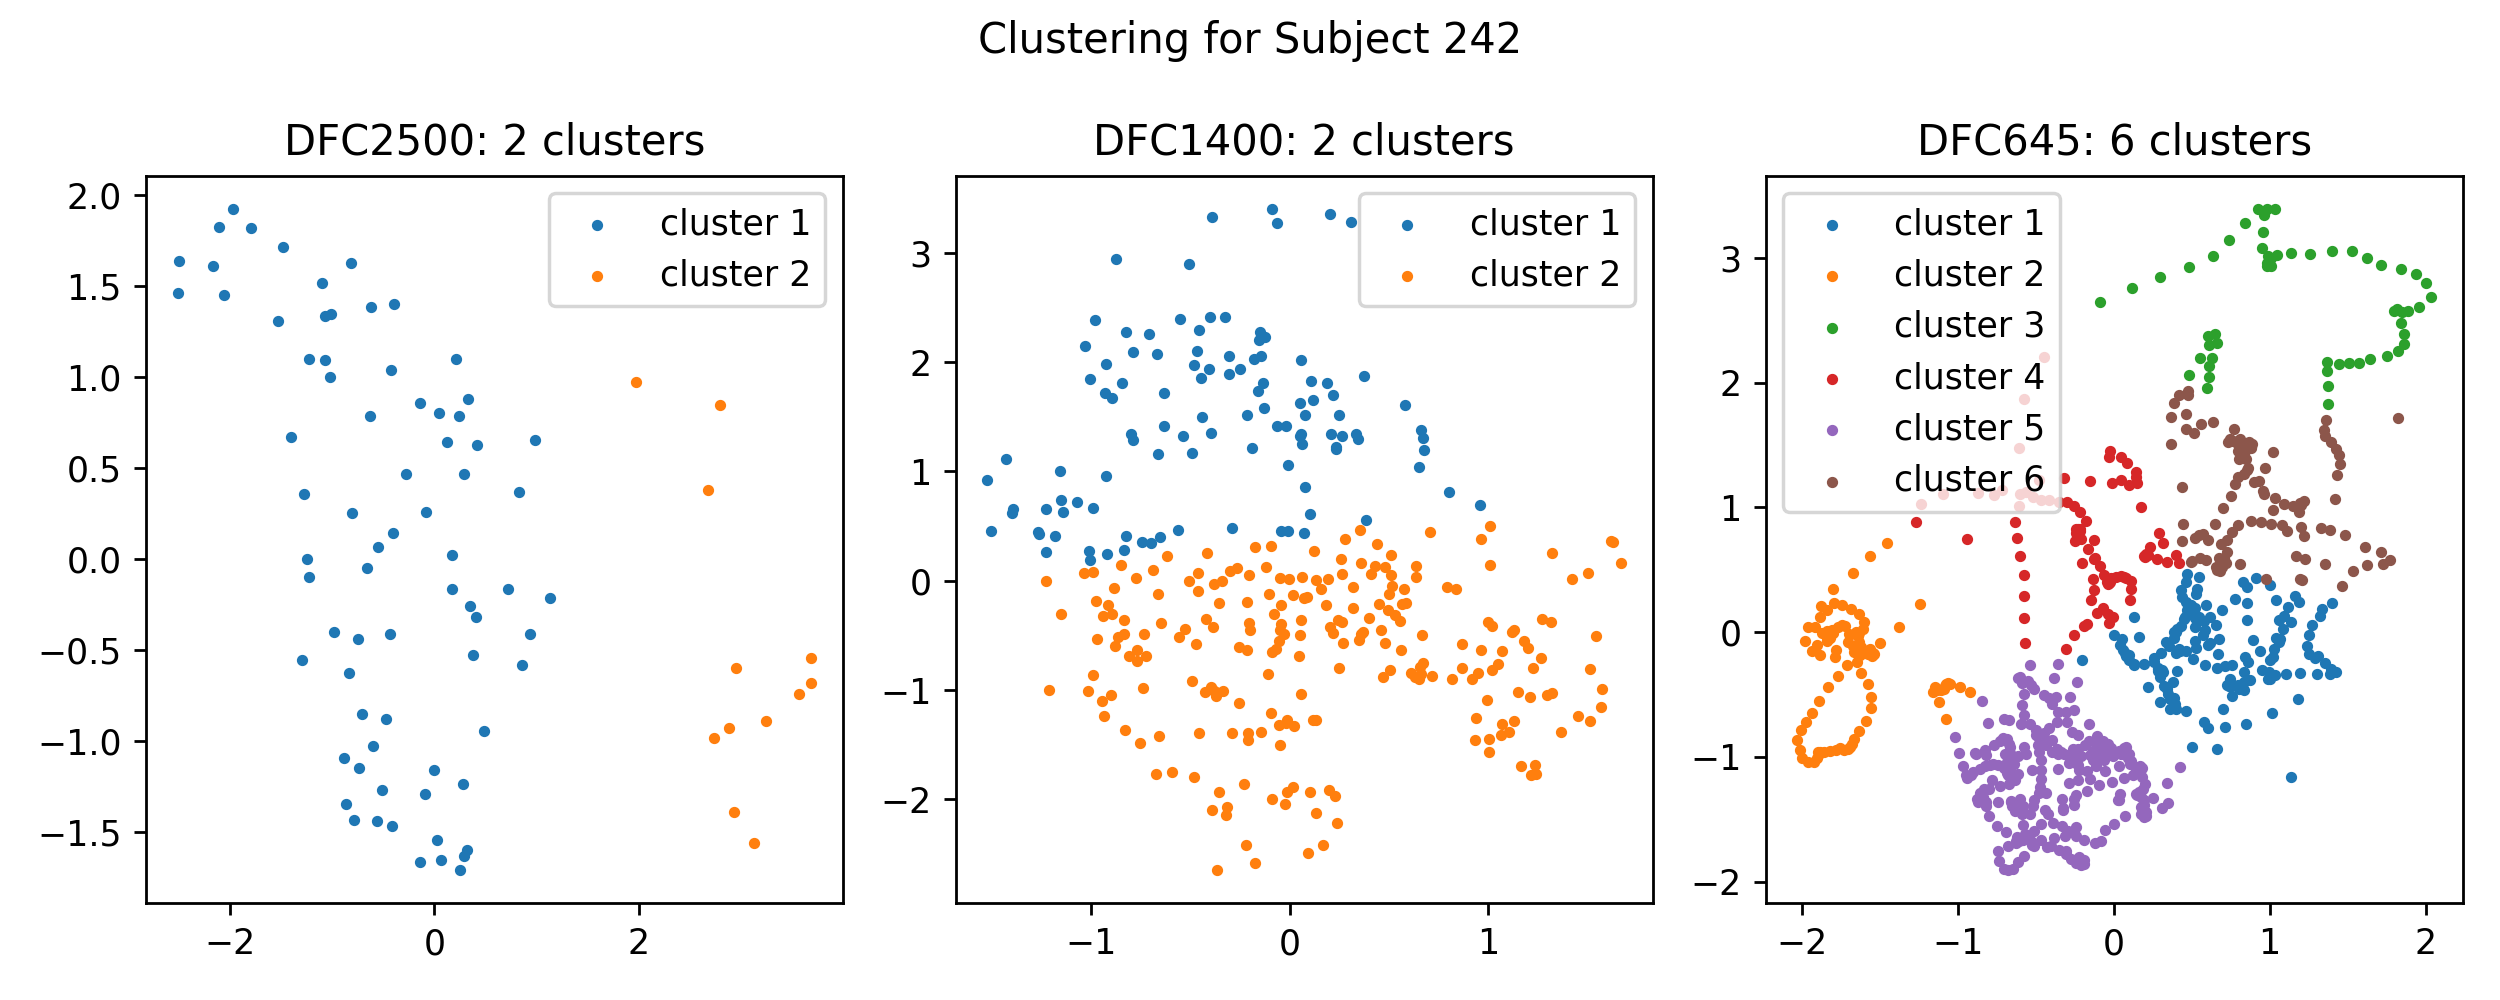 Clustering for Subject 242
DFC2500: 2 clusters
2.0
1.5
1.0
0.5
0.0
−0.5
−1.0
−1.5
−2
0
2
cluster 1
cluster 2
DFC1400: 2 clusters
3
2
1
0
−1
−2
−1
0
1
cluster 1
cluster 2
DFC645: 6 clusters
3
2
1
0
−1
−2
−2
−1
0
1
2
cluster 1
cluster 2
cluster 3
cluster 4
cluster 5
cluster 6